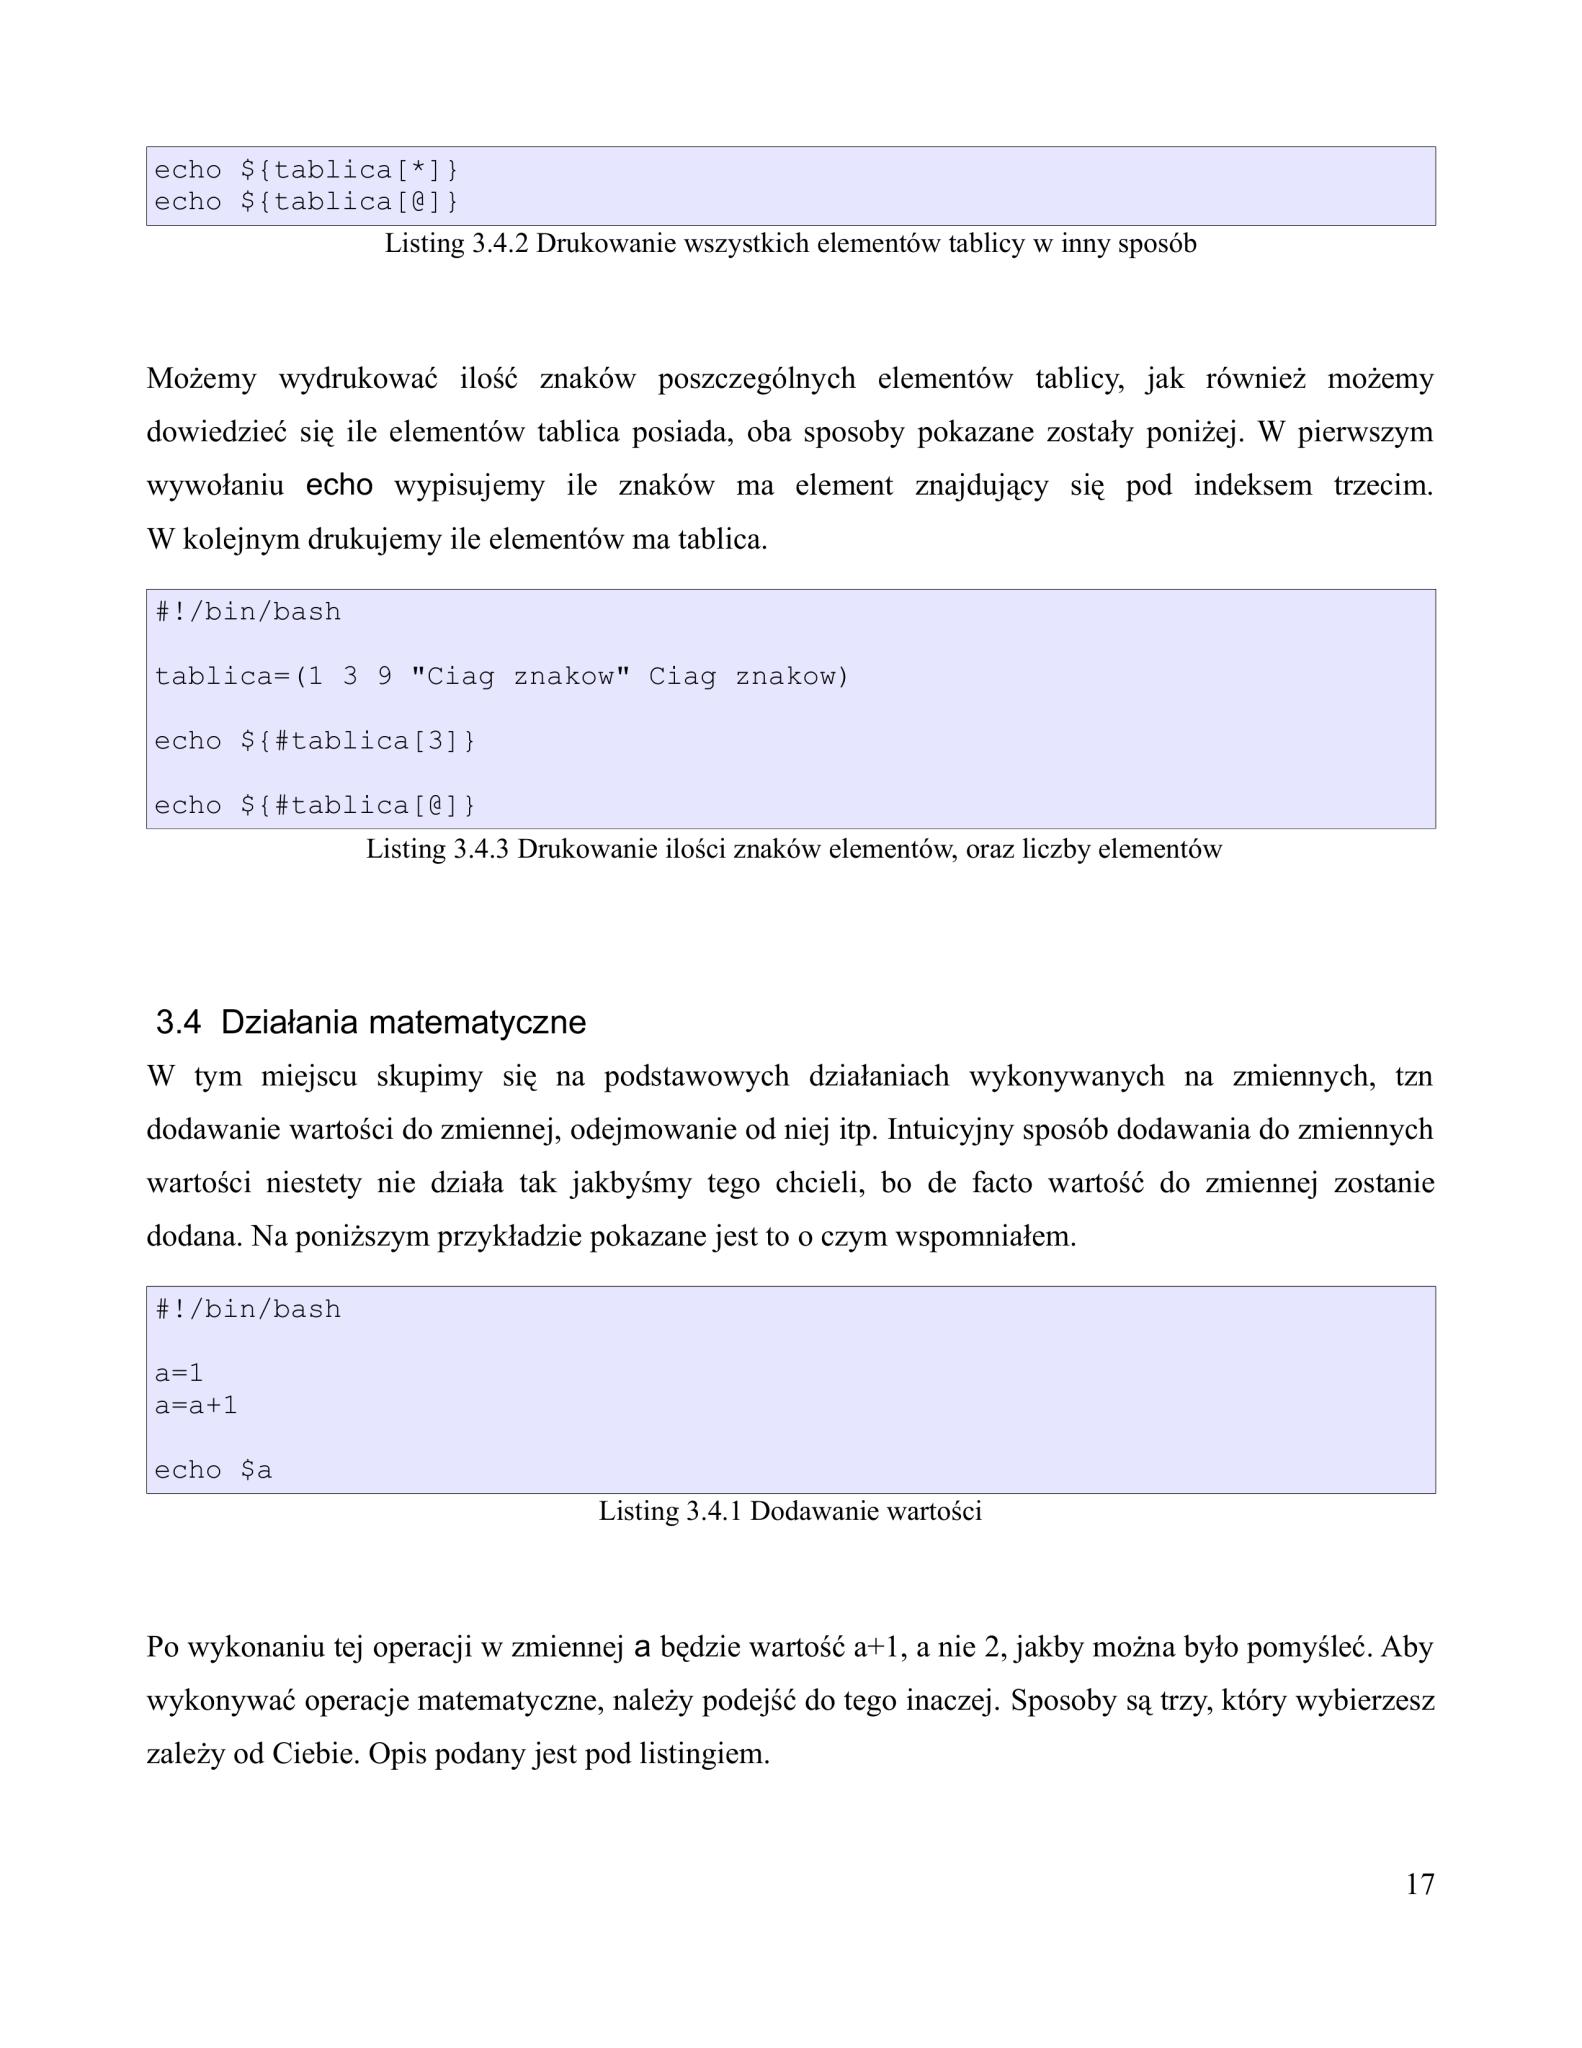 echo ${tablica[*]}
echo ${tablica[@]}
Listing 3.4.2 Drukowanie wszystkich elementów tablicy w inny sposób
Możemy wydrukować ilość znaków poszczególnych elementów tablicy, jak również możemy
dowiedzieć się ile elementów tablica posiada, oba sposoby pokazane zostały poniżej. W pierwszym
wywołaniu echo wypisujemy ile znaków ma element znajdujący się pod indeksem trzecim.
W kolejnym drukujemy ile elementów ma tablica.
#!/bin/bash
tablica=(1 3 9 "Ciag znakow" Ciag znakow)
echo ${#tablica[3]}
echo ${#tablica[@]}
Listing 3.4.3 Drukowanie ilości znaków elementów, oraz liczby elementów
3.4 Działania matematyczne
W tym miejscu skupimy się na podstawowych działaniach wykonywanych na zmiennych, tzn
dodawanie wartości do zmiennej, odejmowanie od niej itp. Intuicyjny sposób dodawania do zmiennych
wartości niestety nie działa tak jakbyśmy tego chcieli, bo de facto wartość do zmiennej zostanie
dodana. Na poniższym przykładzie pokazane jest to o czym wspomniałem.
#!/bin/bash
a=1
a=a+1
echo $a
Listing 3.4.1 Dodawanie wartości
Po wykonaniu tej operacji w zmiennej a będzie wartość a+1, a nie 2, jakby można było pomyśleć. Aby
wykonywać operacje matematyczne, należy podejść do tego inaczej. Sposoby są trzy, który wybierzesz
zależy od Ciebie. Opis podany jest pod listingiem.
17